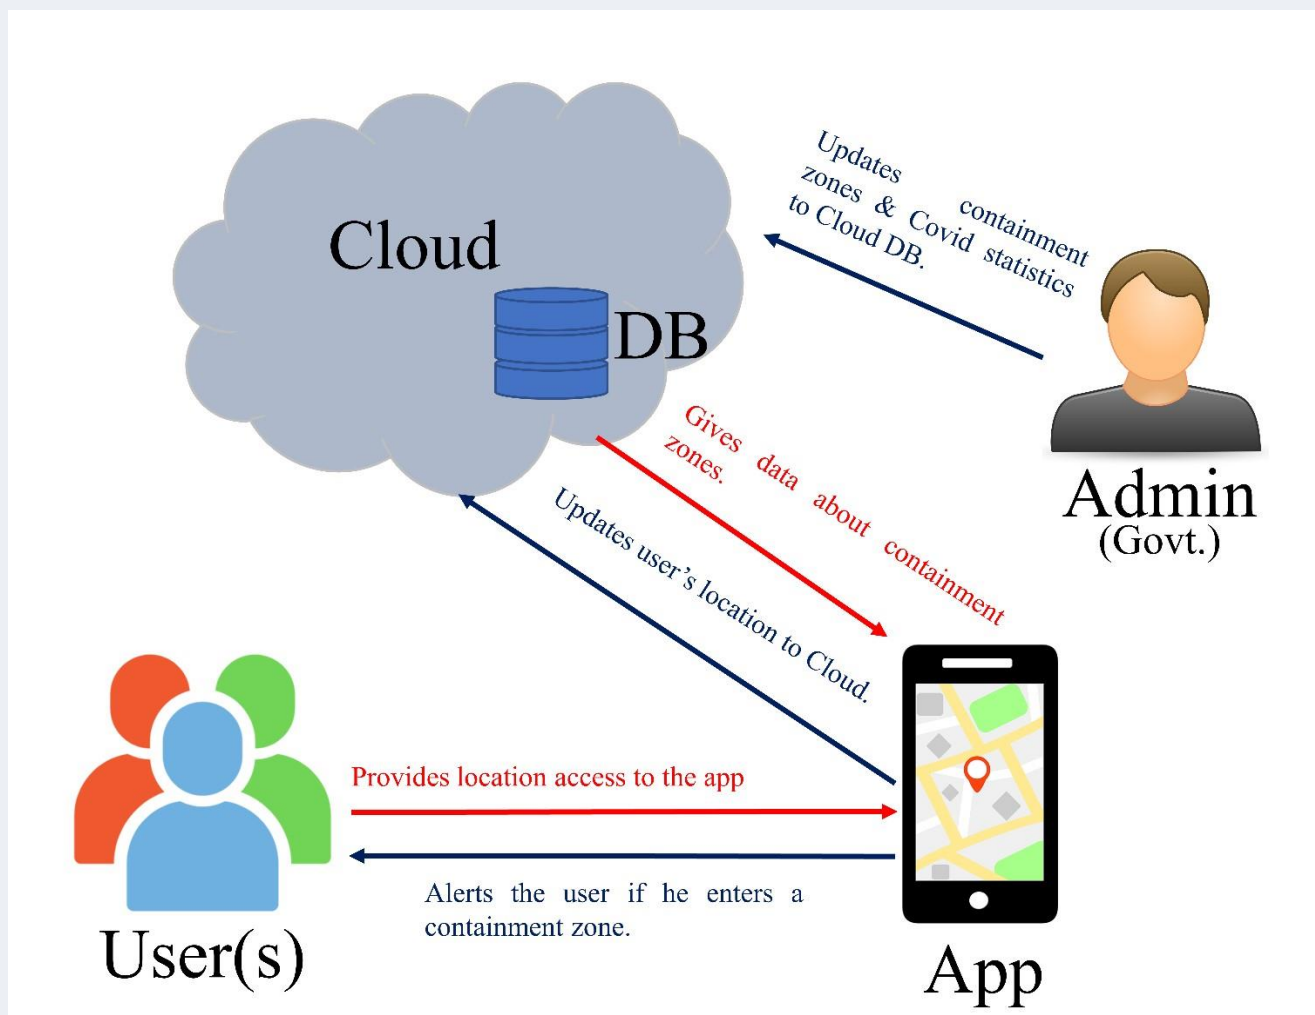 Updates containment
zones & Covid statistics
to Cloud DB.
Cloud
DB
Admin
(Govt.)
Gives data about containment
zones.
Updates user’s location to Cloud.
Provides location access to the app
Alerts the user if he enters a
containment zone.
User(s)
App